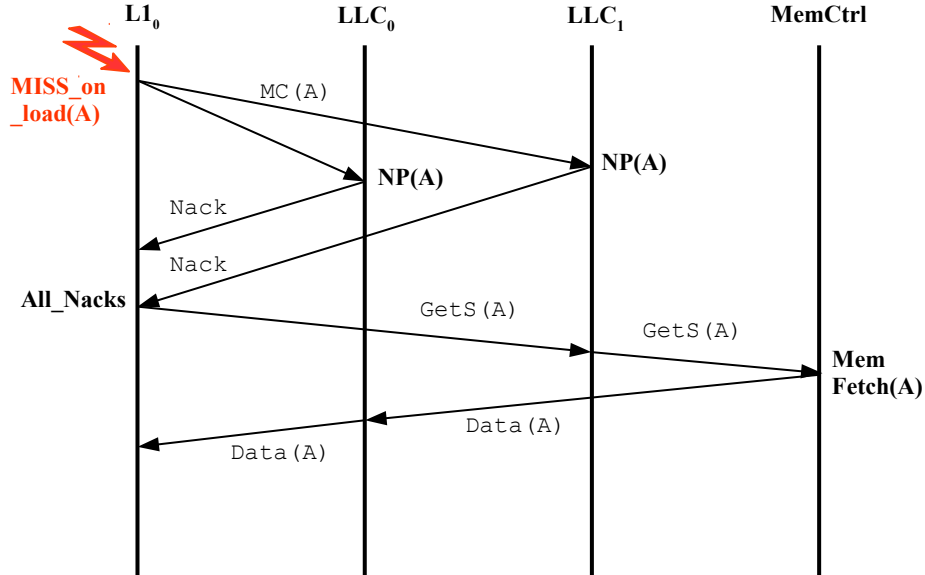 L1₀ LLC₀ LLC₁ MemCtrl
MISS_on
_load(A)
MC(A)
NP(A)
NP(A)
Nack
Nack
All_Nacks
GetS(A)
GetS(A)
Mem
Fetch(A)
Data(A)
Data(A)